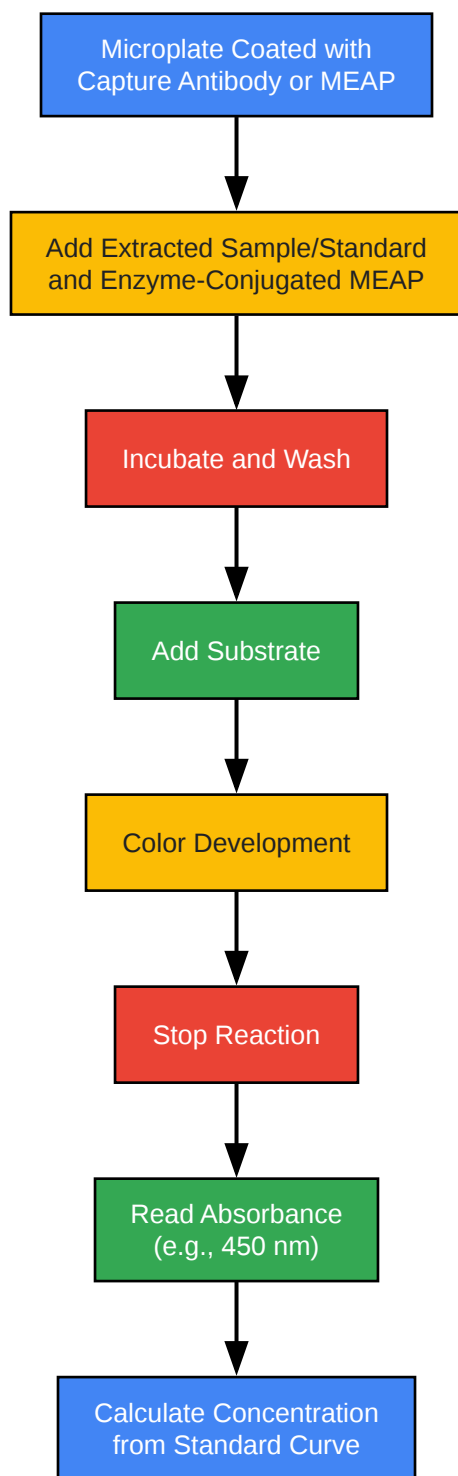 Microplate Coated with
Capture Antibody or MEAP
Add Extracted Sample/Standard
and Enzyme-Conjugated MEAP
Incubate and Wash
Add Substrate
Color Development
Stop Reaction
Read Absorbance
(e.g., 450 nm)
Calculate Concentration
from Standard Curve